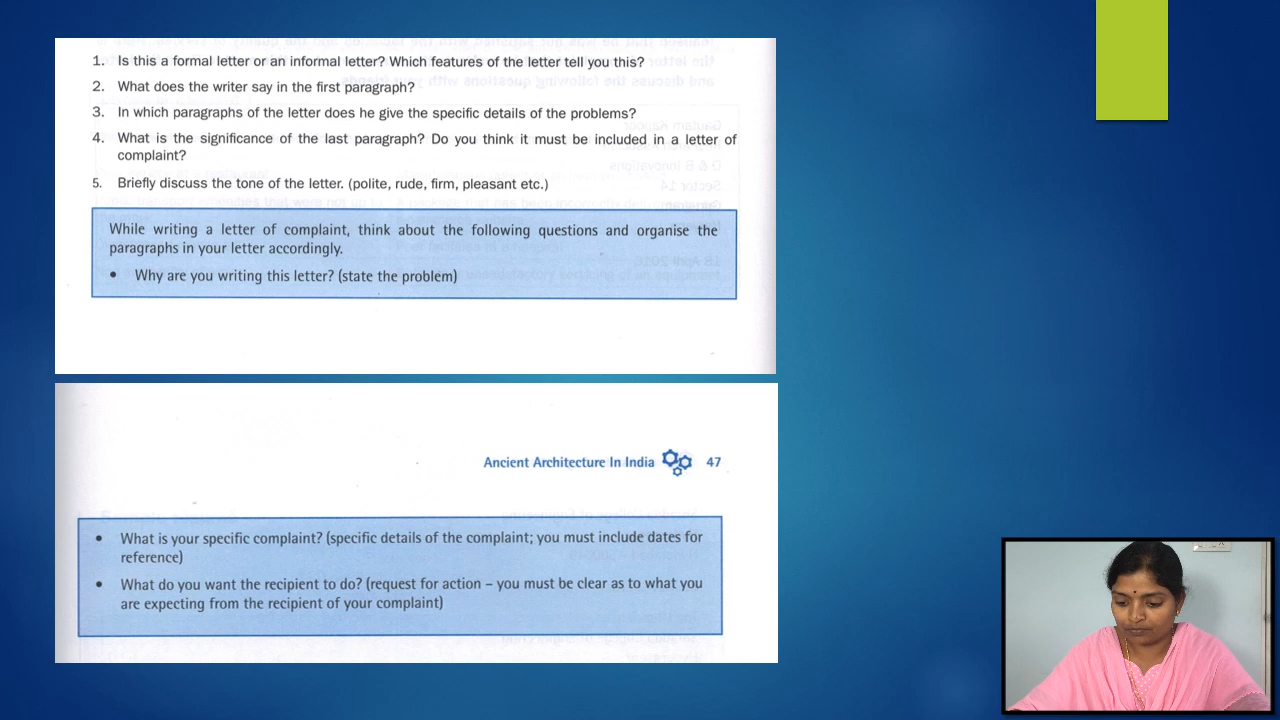 1. Is this a formal letter or an informal letter? Which features of the letter tell you this?
2. What does the writer say in the first paragraph?
3. In which paragraphs of the letter does he give the specific details of the problems?
4. What is the significance of the last paragraph? Do you think it must be included in a letter of
complaint?
5. Briefly discuss the tone of the letter. (polite, rude, firm, pleasant etc.)
While writing a letter of complaint, think about the following questions and organise the
paragraphs in your letter accordingly.
• Why are you writing this letter? (state the problem)
Ancient Architecture In India 47
• What is your specific complaint? (specific details of the complaint; you must include dates for
reference)
• What do you want the recipient to do? (request for action – you must be clear as to what you
are expecting from the recipient of your complaint)